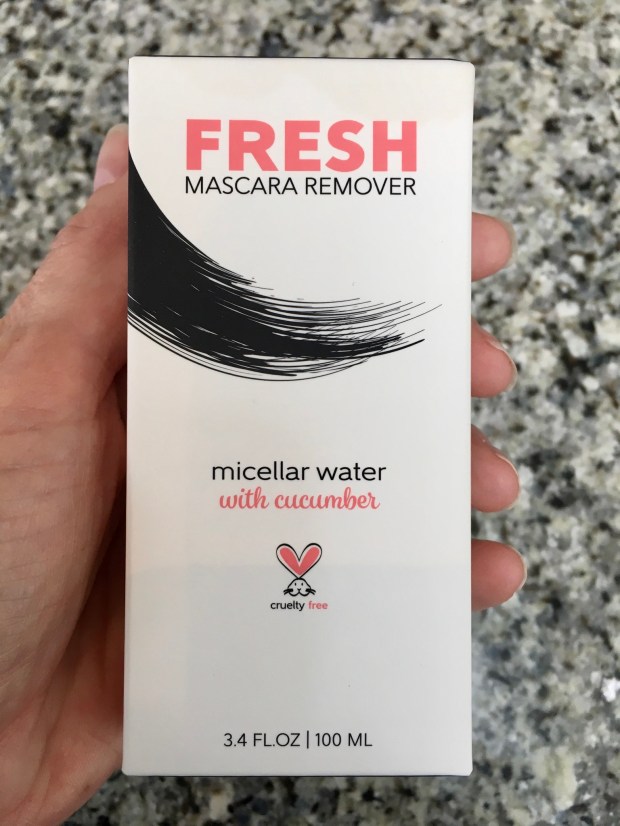 FRESH
MASCARA REMOVER
micellar water
with cucumber
cruelty free
3.4 FL.OZ | 100 ML